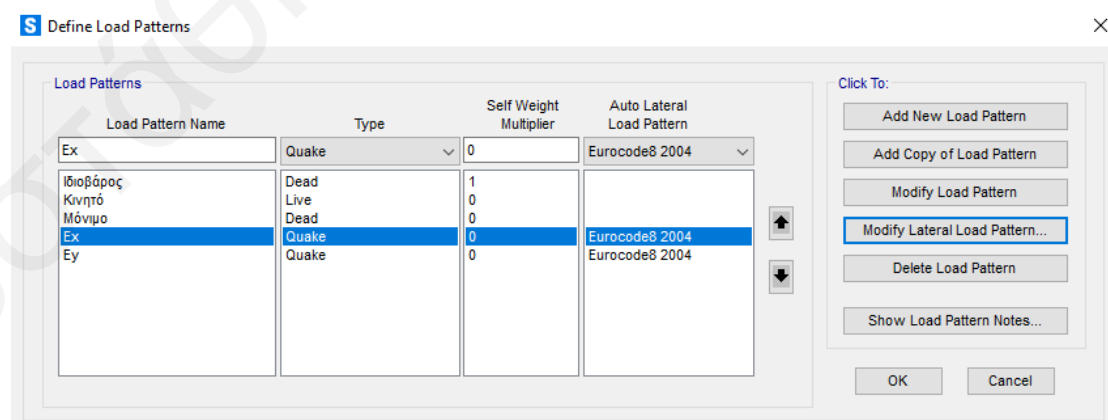 S Define Load Patterns
Load Patterns
Click To:
Load Pattern Name Type Self Weight Multiplier Auto Lateral Load Pattern
Ex Quake 0 Eurocode8 2004
Ιδιοβάρος Dead 1
Κινητό Live 0
Μόνιμο Dead 0
Ex Quake 0 Eurocode8 2004
Ey Quake 0 Eurocode8 2004
Add New Load Pattern
Add Copy of Load Pattern
Modify Load Pattern
Modify Lateral Load Pattern...
Delete Load Pattern
Show Load Pattern Notes...
OK Cancel